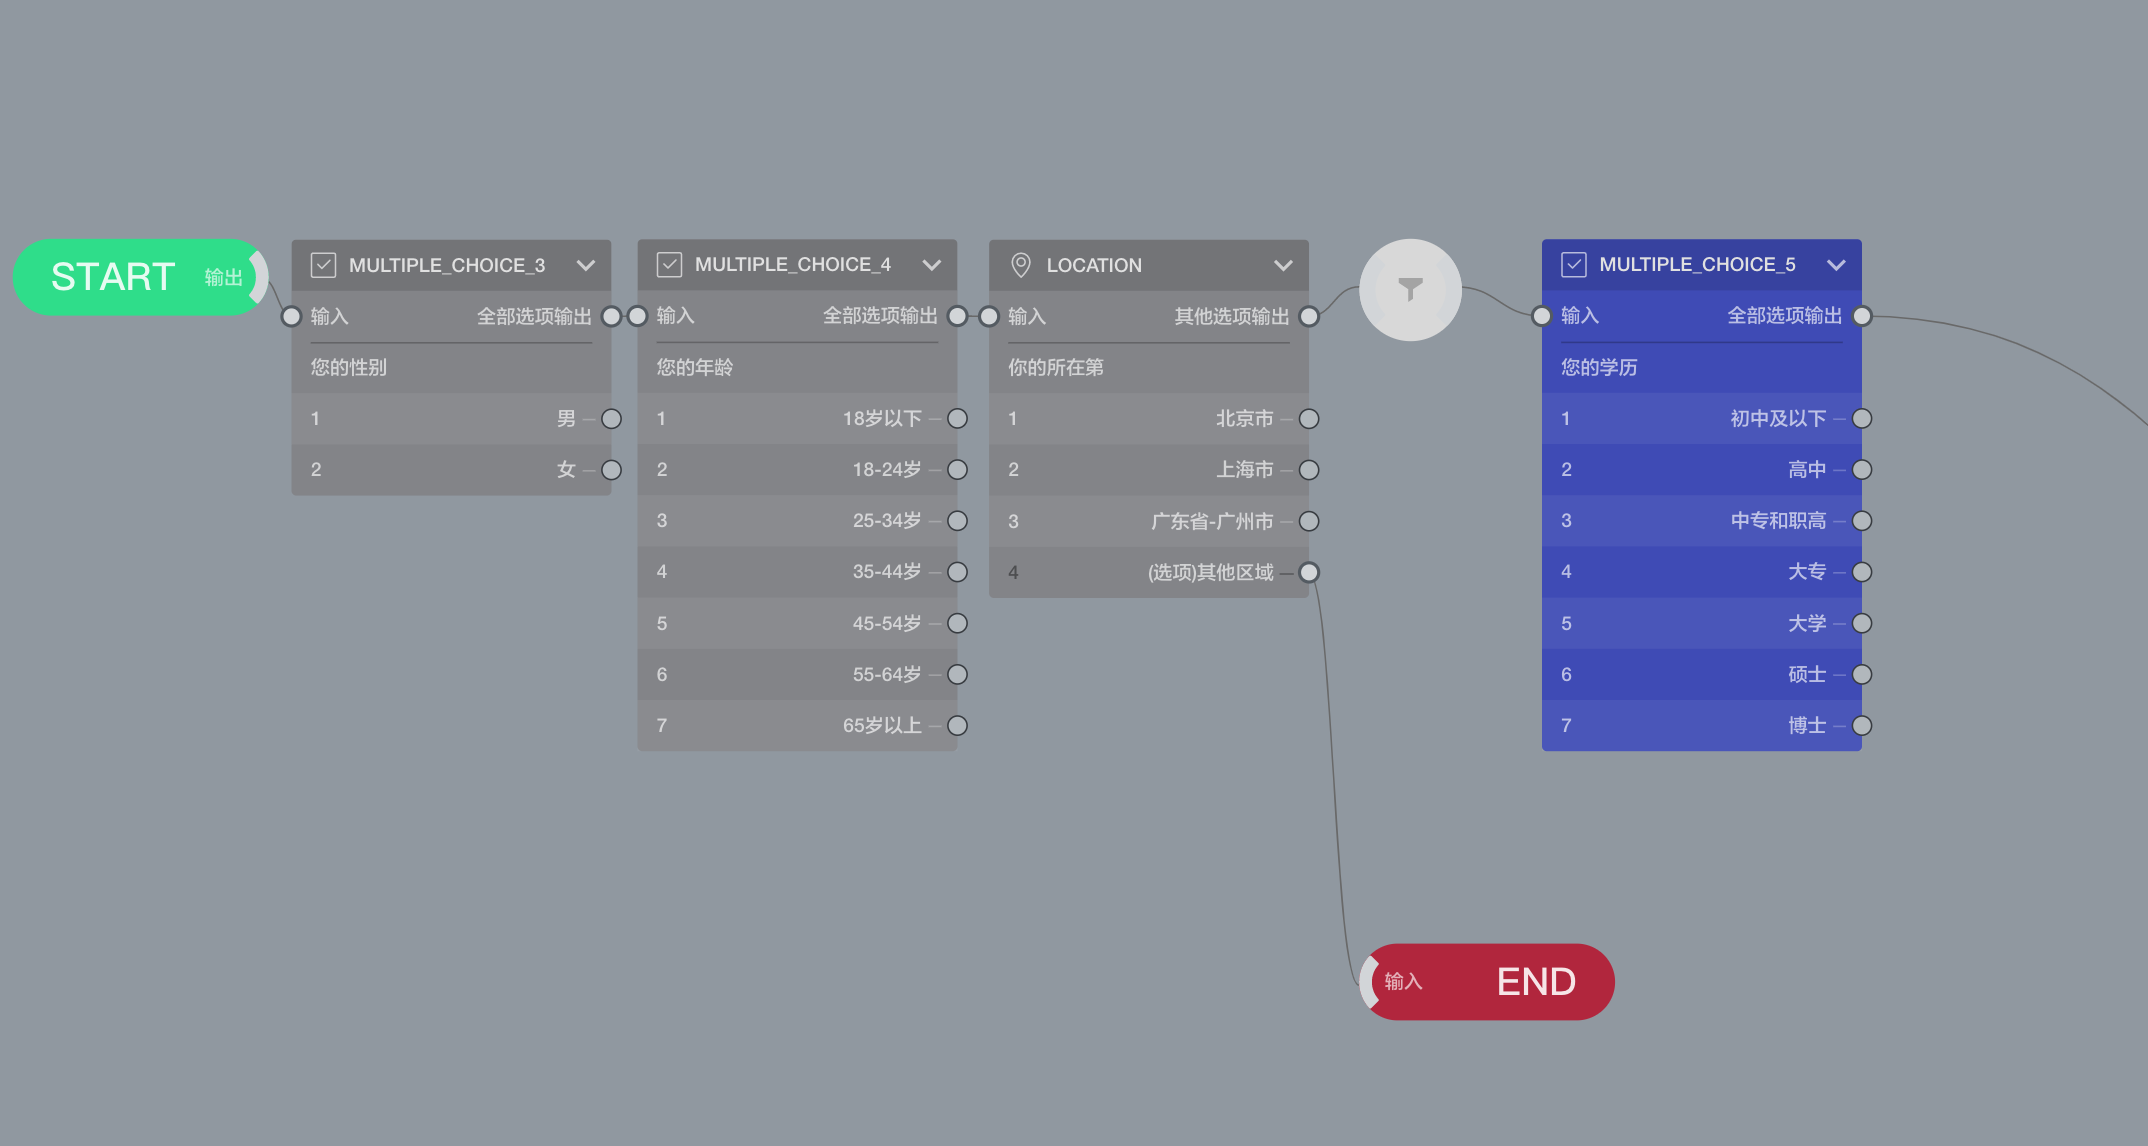 START 输出
MULTIPLE_CHOICE_3
输入 全部选项输出
您的性别
1 男
2 女
MULTIPLE_CHOICE_4
输入 全部选项输出
您的年龄
1 18岁以下
2 18-24岁
3 25-34岁
4 35-44岁
5 45-54岁
6 55-64岁
7 65岁以上
LOCATION
输入 其他选项输出
你的所在第
1 北京市
2 上海市
3 广东省-广州市
4 (选项)其他区域
MULTIPLE_CHOICE_5
输入 全部选项输出
您的学历
1 初中及以下
2 高中
3 中专和职高
4 大专
5 大学
6 硕士
7 博士
输入 END